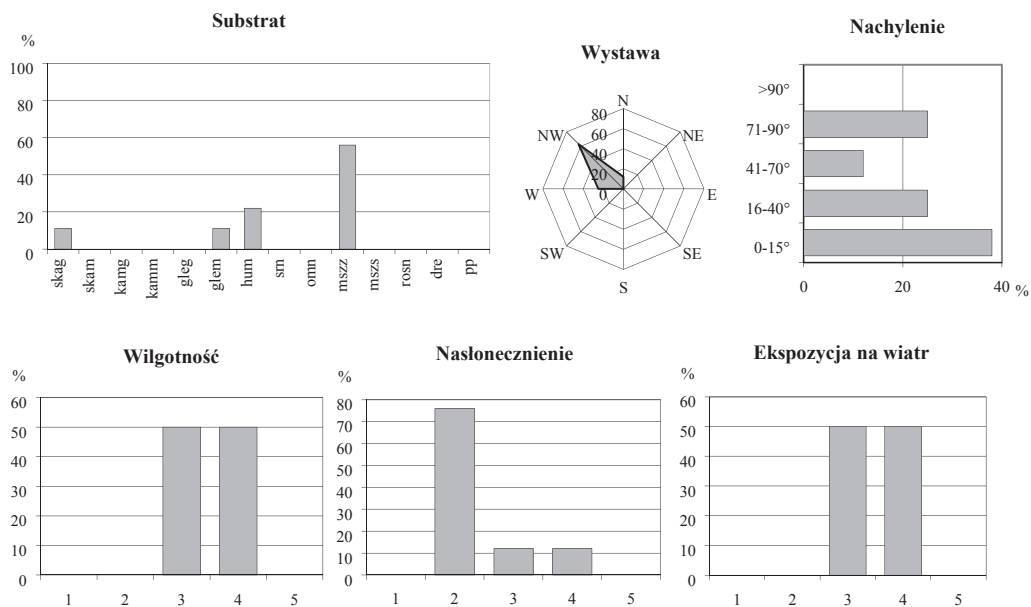 Substrat
%
100
80
60
40
20
0
skag
skam
kamg
kamm
gleg
glem
hum
sm
omn
mszz
mszs
rosn
dre
pp
Wystawa
N
NE
E
SE
S
SW
W
NW
80
60
40
20
0
Nachylenie
>90°
71-90°
41-70°
16-40°
0-15°
0 20 40 %
Wilgotność
%
60
50
40
30
20
10
0
1 2 3 4 5
Nasłonecznienie
%
80
70
60
50
40
30
20
10
0
1 2 3 4 5
Ekspozycja na wiatr
%
60
50
40
30
20
10
0
1 2 3 4 5